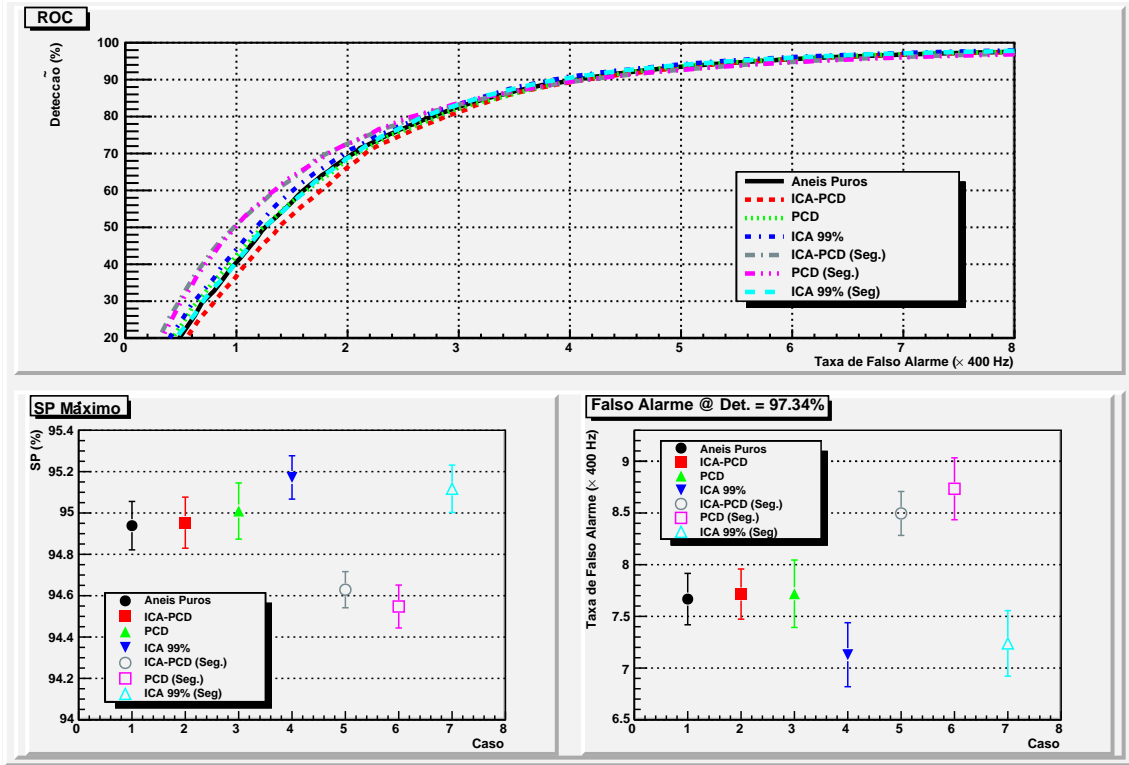 ROC
Detecção (%)
100
90
80
70
60
50
40
30
20
0
1
2
3
4
5
6
7
8
Taxa de Falso Alarme (× 400 Hz)
Aneis Puros
ICA-PCD
PCD
ICA 99%
ICA-PCD (Seg.)
PCD (Seg.)
ICA 99% (Seg)
SP Máximo
SP (%)
95.4
95.2
95
94.8
94.6
94.4
94.2
94
0
1
2
3
4
5
6
7
8
Caso
Aneis Puros
ICA-PCD
PCD
ICA 99%
ICA-PCD (Seg.)
PCD (Seg.)
ICA 99% (Seg)
Falso Alarme @ Det. = 97.34%
Taxa de Falso Alarme (× 400 Hz)
9
8.5
8
7.5
7
6.5
0
1
2
3
4
5
6
7
8
Caso
Aneis Puros
ICA-PCD
PCD
ICA 99%
ICA-PCD (Seg.)
PCD (Seg.)
ICA 99% (Seg)